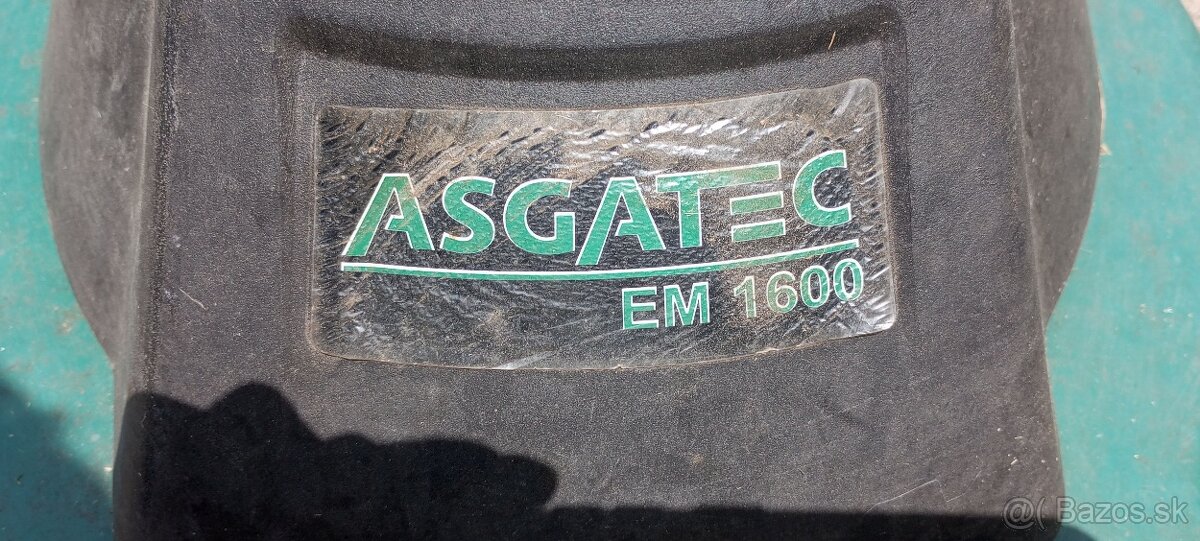 ASGATEC
EM 1600
@( Bazos.sk